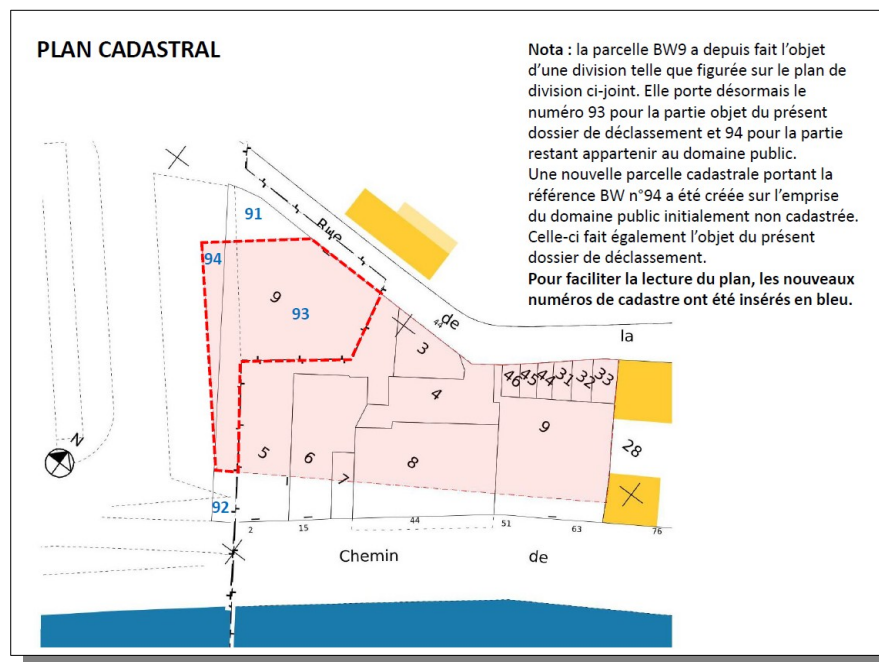 PLAN CADASTRAL
Nota : la parcelle BW9 a depuis fait l'objet
d'une division telle que figurée sur le plan de
division ci-joint. Elle porte désormais le
numéro 93 pour la partie objet du présent
dossier de déclassement et 94 pour la partie
restant appartenir au domaine public.
Une nouvelle parcelle cadastrale portant la
référence BW n°94 a été créée sur l'emprise
du domaine public initialement non cadastrée.
Celle-ci fait également l'objet du présent
dossier de déclassement.
Pour faciliter la lecture du plan, les nouveaux
numéros de cadastre ont été insérés en bleu.
91
Rue
94
9
93
44
de
la
3
46 45 44 31 32 33
4
9
28
N
5
6
7
8
92
2
15
44
51
63
76
Chemin
de